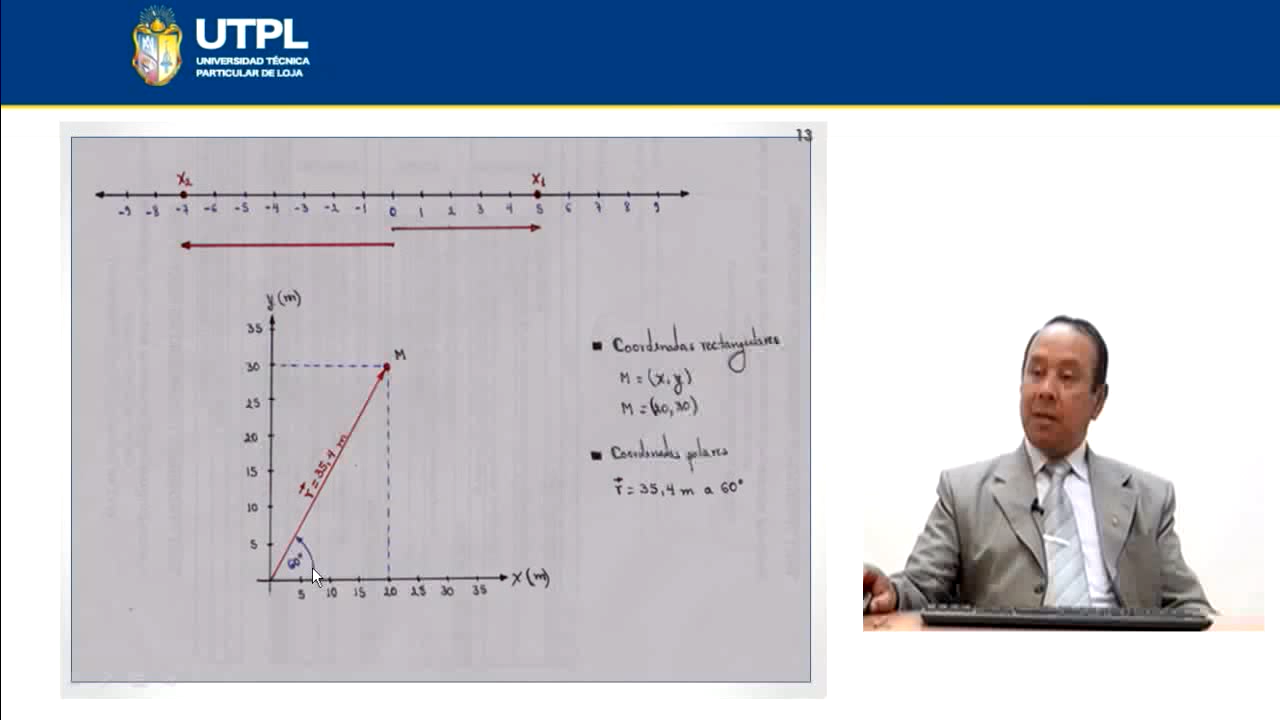 UTPL
UNIVERSIDAD TÉCNICA
PARTICULAR DE LOJA
13
X₂ X₁
-9 -8 -7 -6 -5 -4 -3 -2 -1 0 1 2 3 4 5 6 7 8 9
y (m)
35
30
25
20
15
10
5
M
r⃗ = 35,4 m
60°
5 10 15 20 25 30 35
X (m)
▪ Coordinadas rectangulares
M = (x, y)
M = (20, 30)
▪ Coordinadas polares
r⃗ = 35,4 m a 60°